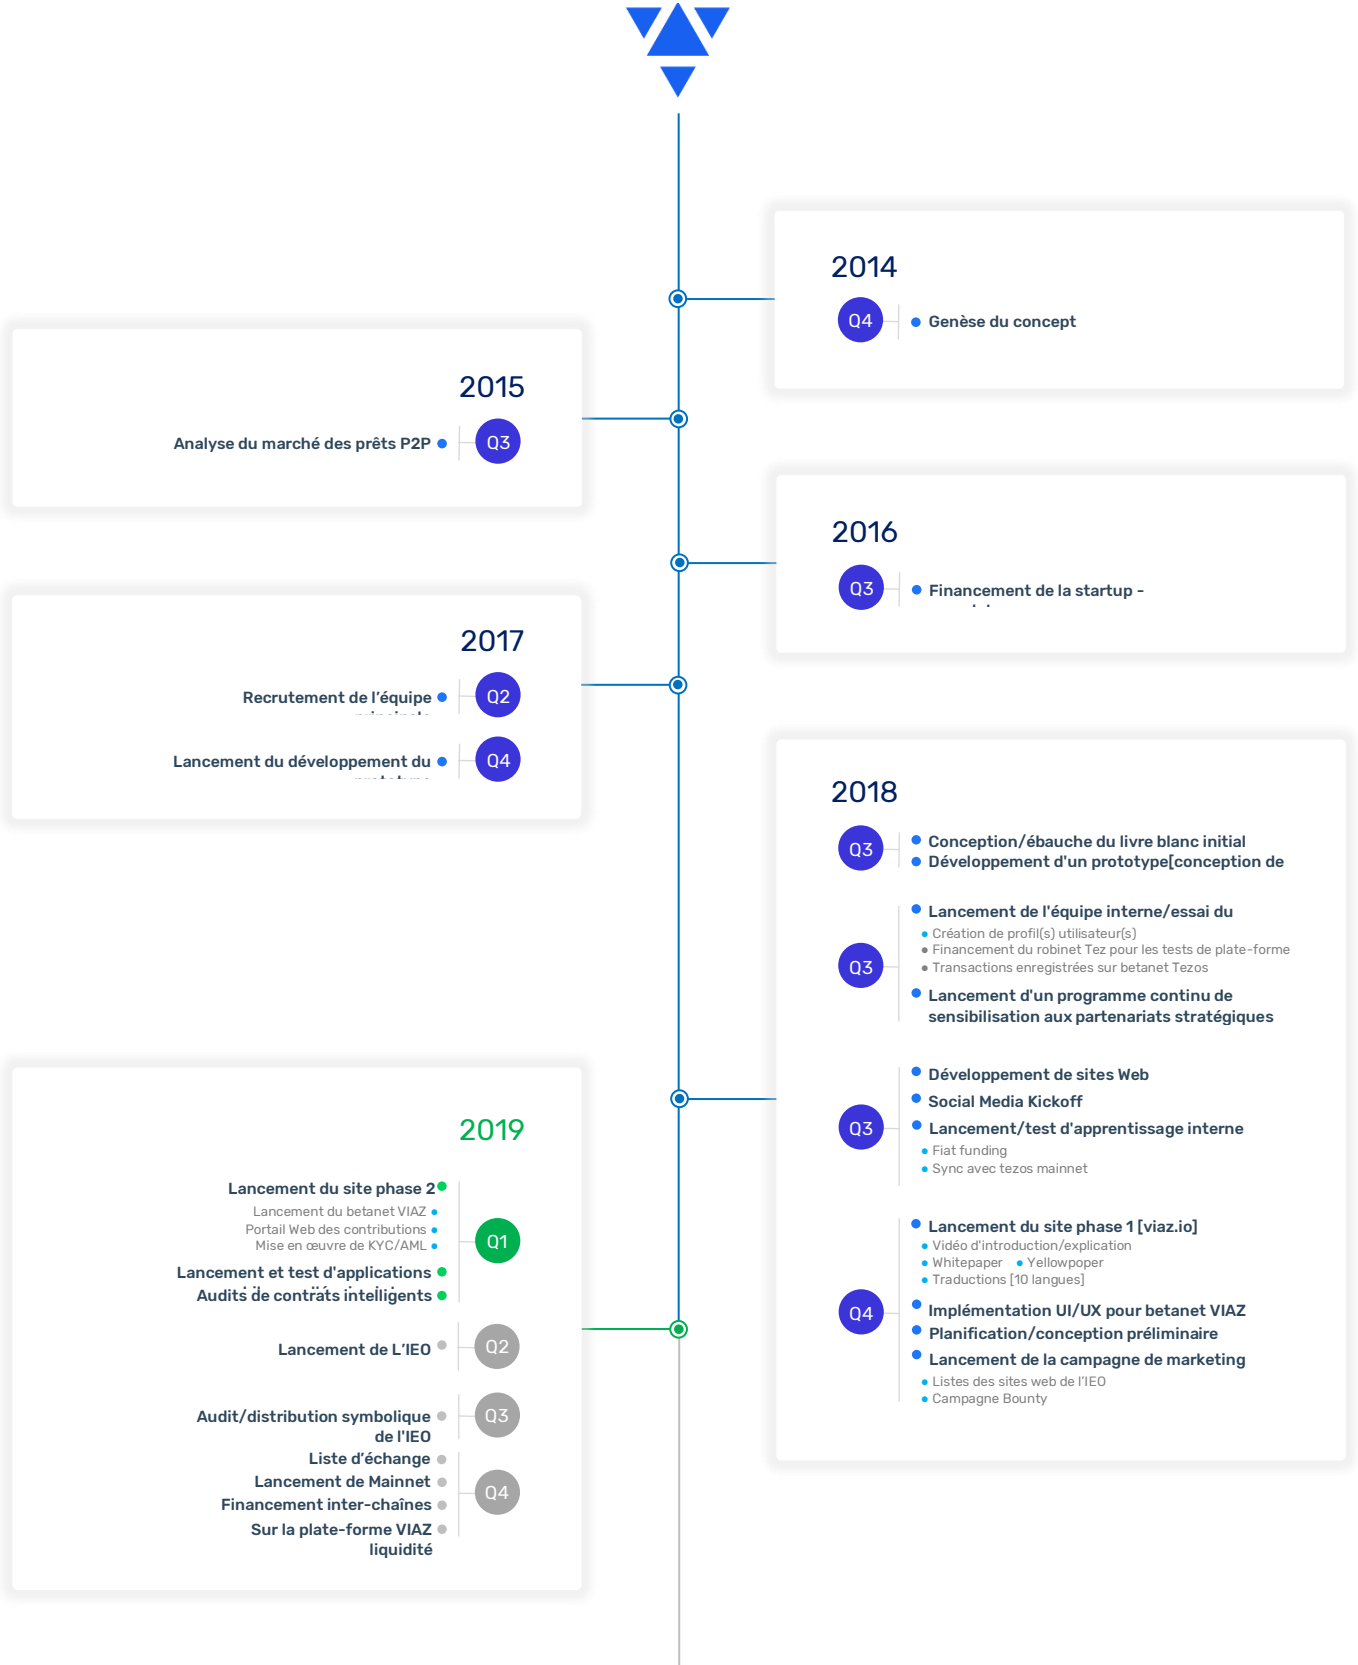 2014
Q4
Genèse du concept
2015
Analyse du marché des prêts P2P
Q3
2016
Q3
Financement de la startup -
2017
Recrutement de l’équipe
Q2
Lancement du développement du
Q4
2018
Q3
Conception/ébauche du livre blanc initial
Développement d'un prototype[conception de
Q3
Lancement de l'équipe interne/essai du
Création de profil(s) utilisateur(s)
Financement du robinet Tez pour les tests de plate-forme
Transactions enregistrées sur betanet Tezos
Lancement d'un programme continu de
sensibilisation aux partenariats stratégiques
Q3
Développement de sites Web
Social Media Kickoff
Lancement/test d'apprentissage interne
Fiat funding
Sync avec tezos mainnet
Q4
Lancement du site phase 1 [viaz.io]
Vidéo d'introduction/explication
Whitepaper Yellowpoper
Traductions [10 langues]
Implémentation UI/UX pour betanet VIAZ
Planification/conception préliminaire
Lancement de la campagne de marketing
Listes des sites web de l’IEO
Campagne Bounty
2019
Lancement du site phase 2
Lancement du betanet VIAZ
Portail Web des contributions
Mise en œuvre de KYC/AML
Q1
Lancement et test d'applications
Audits de contrats intelligents
Lancement de L’IEO
Q2
Audit/distribution symbolique
de l'IEO
Q3
Liste d’échange
Lancement de Mainnet
Financement inter-chaînes
Sur la plate-forme VIAZ
liquidité
Q4